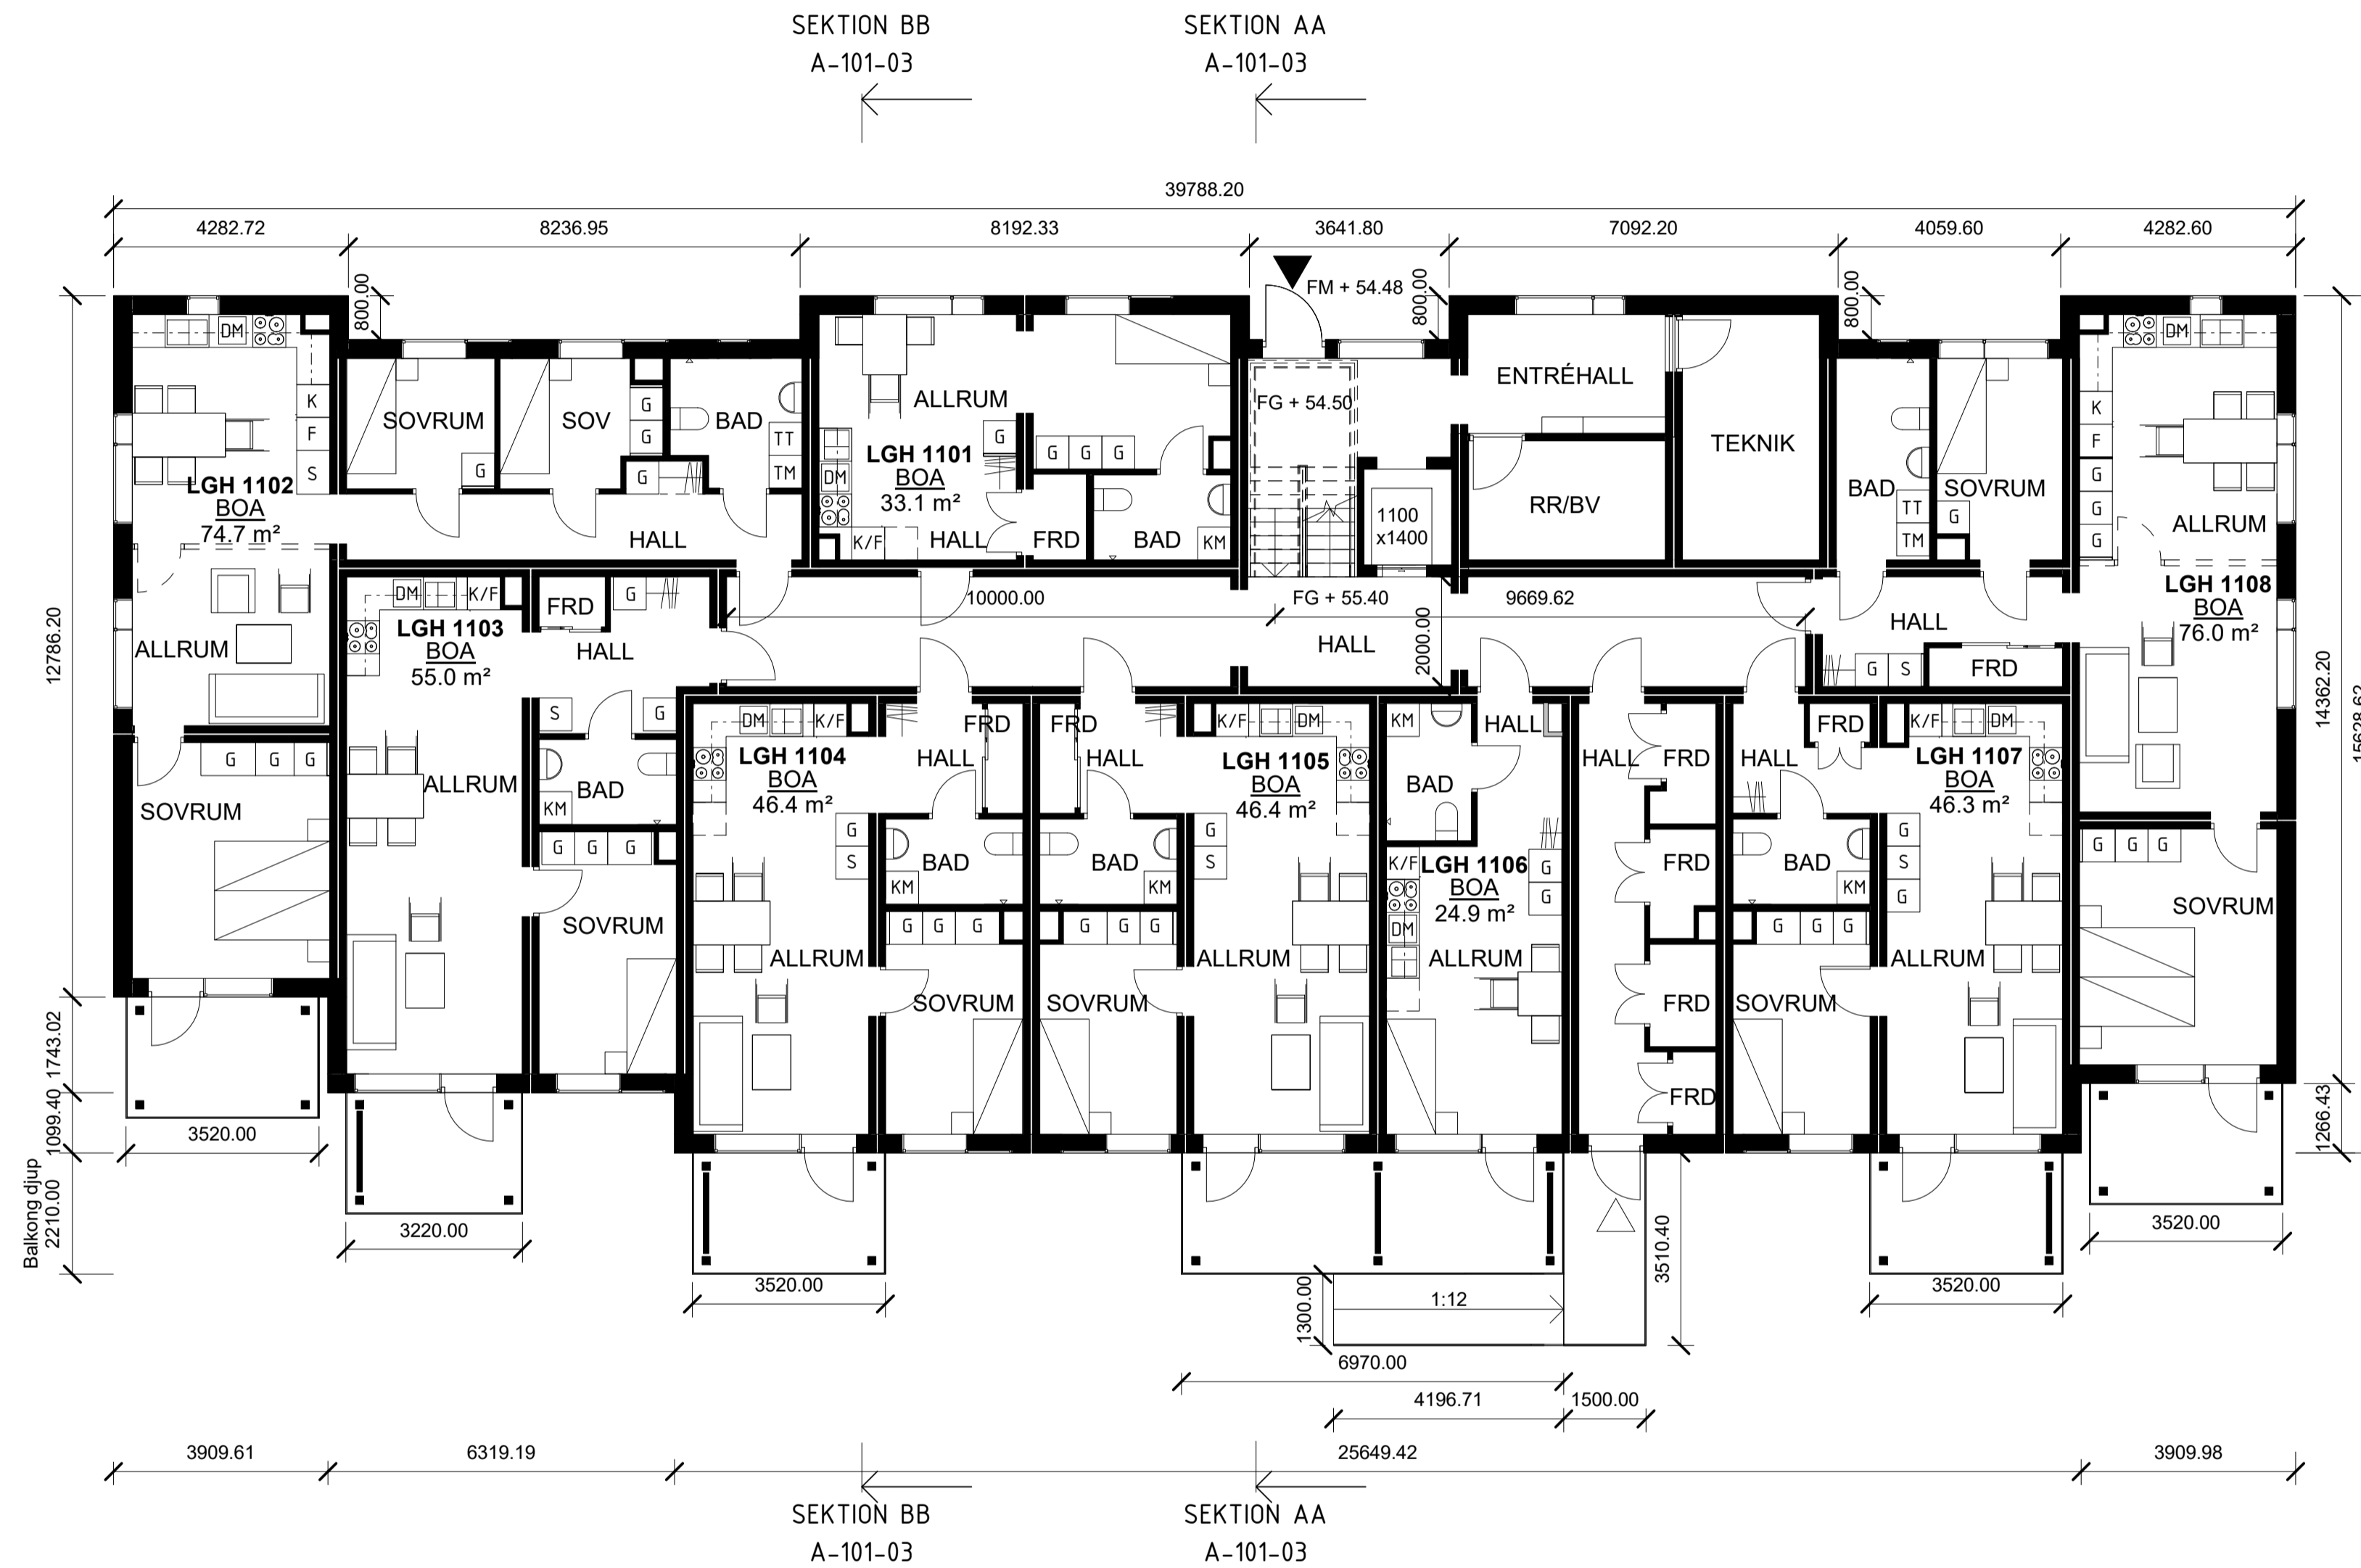 SEKTION BB
A-101-03
SEKTION AA
A-101-03
39788.20
4282.72
8236.95
8192.33
3641.80
7092.20
4059.60
4282.60
800.00
FM + 54.48
800.00
800.00
DM
K
F
S
LGH 1102
BOA
74.7 m²
ALLRUM
SOVRUM
G
G
G
SOVRUM
G
SOV
G
G
G
BAD
TT
TM
HALL
ALLRUM
LGH 1101
BOA
33.1 m²
DM
K/F
HALL
G
G
G
G
FRD
BAD
KM
FG + 54.50
1100
x1400
ENTRÉHALL
RR/BV
TEKNIK
BAD
TT
TM
SOVRUM
G
DM
K
F
G
G
G
ALLRUM
LGH 1108
BOA
76.0 m²
HALL
G
S
FRD
G
G
G
SOVRUM
10000.00
FG + 55.40
9669.62
HALL
2000.00
DM
K/F
LGH 1103
BOA
55.0 m²
FRD
G
HALL
S
G
ALLRUM
BAD
KM
G
G
G
SOVRUM
DM
K/F
LGH 1104
BOA
46.4 m²
HALL
FRD
G
S
BAD
KM
G
G
G
ALLRUM
SOVRUM
FRD
HALL
K/F
DM
LGH 1105
BOA
46.4 m²
BAD
KM
G
S
G
G
G
ALLRUM
SOVRUM
KM
HALL
BAD
K/F
LGH 1106
BOA
24.9 m²
G
G
DM
ALLRUM
HALL
FRD
FRD
FRD
FRD
HALL
FRD
K/F
DM
LGH 1107
BOA
46.3 m²
BAD
KM
G
S
G
G
G
G
ALLRUM
SOVRUM
12786.20
1743.02
1099.40
2210.00
Balkong djup
14362.20
15628.62
1266.43
3520.00
3220.00
3520.00
3520.00
3520.00
1:12
1300.00
3510.40
6970.00
4196.71
1500.00
3909.61
6319.19
25649.42
3909.98
SEKTION BB
A-101-03
SEKTION AA
A-101-03